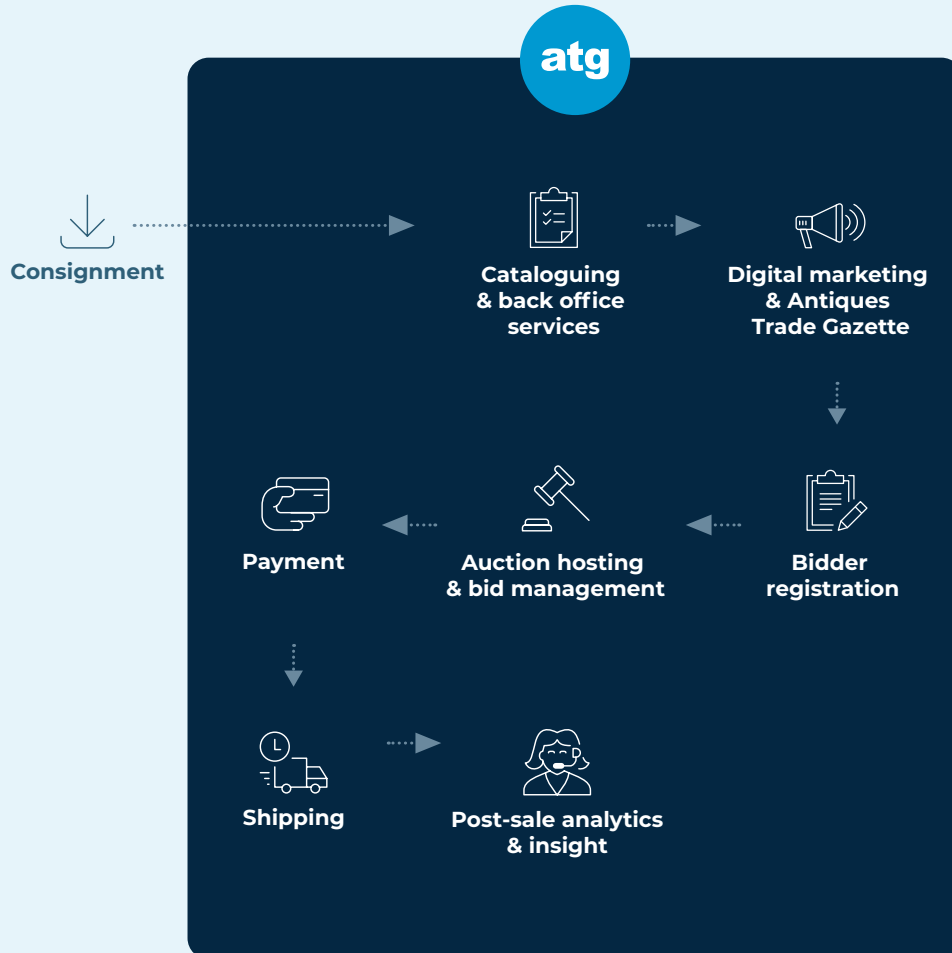 atg
Consignment
Cataloguing
& back office
services
Digital marketing
& Antiques
Trade Gazette
Payment
Auction hosting
& bid management
Bidder
registration
Shipping
Post-sale analytics
& insight